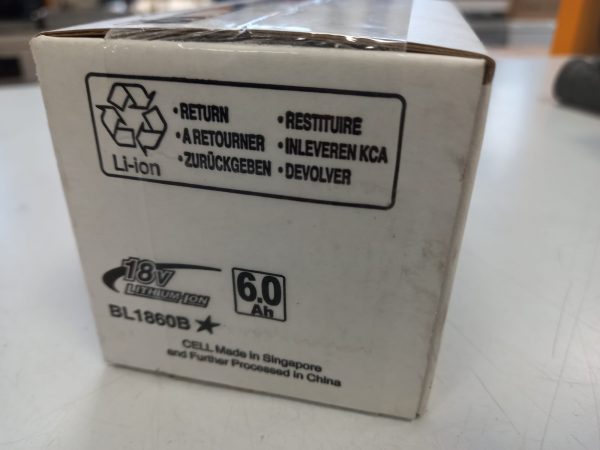 Li-ion
•RETURN
•A RETOURNER
•ZURÜCKGEBEN
•RESTITUIRE
•INLEVEREN KCA
•DEVOLVER
18V
LITHIUM-ION
BL1860B ★
6.0
Ah
CELL Made in Singapore
and Further Processed in China